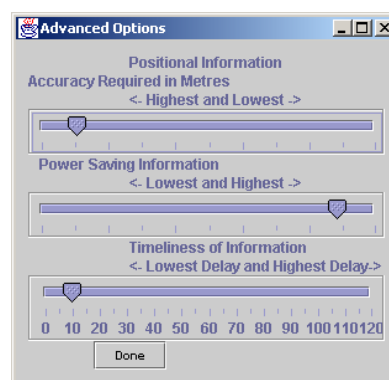 Advanced Options
Positional Information
Accuracy Required in Metres
<- Highest and Lowest ->
Power Saving Information
<- Lowest and Highest ->
Timeliness of Information
<- Lowest Delay and Highest Delay->
0 10 20 30 40 50 60 70 80 90 100 110 120
Done